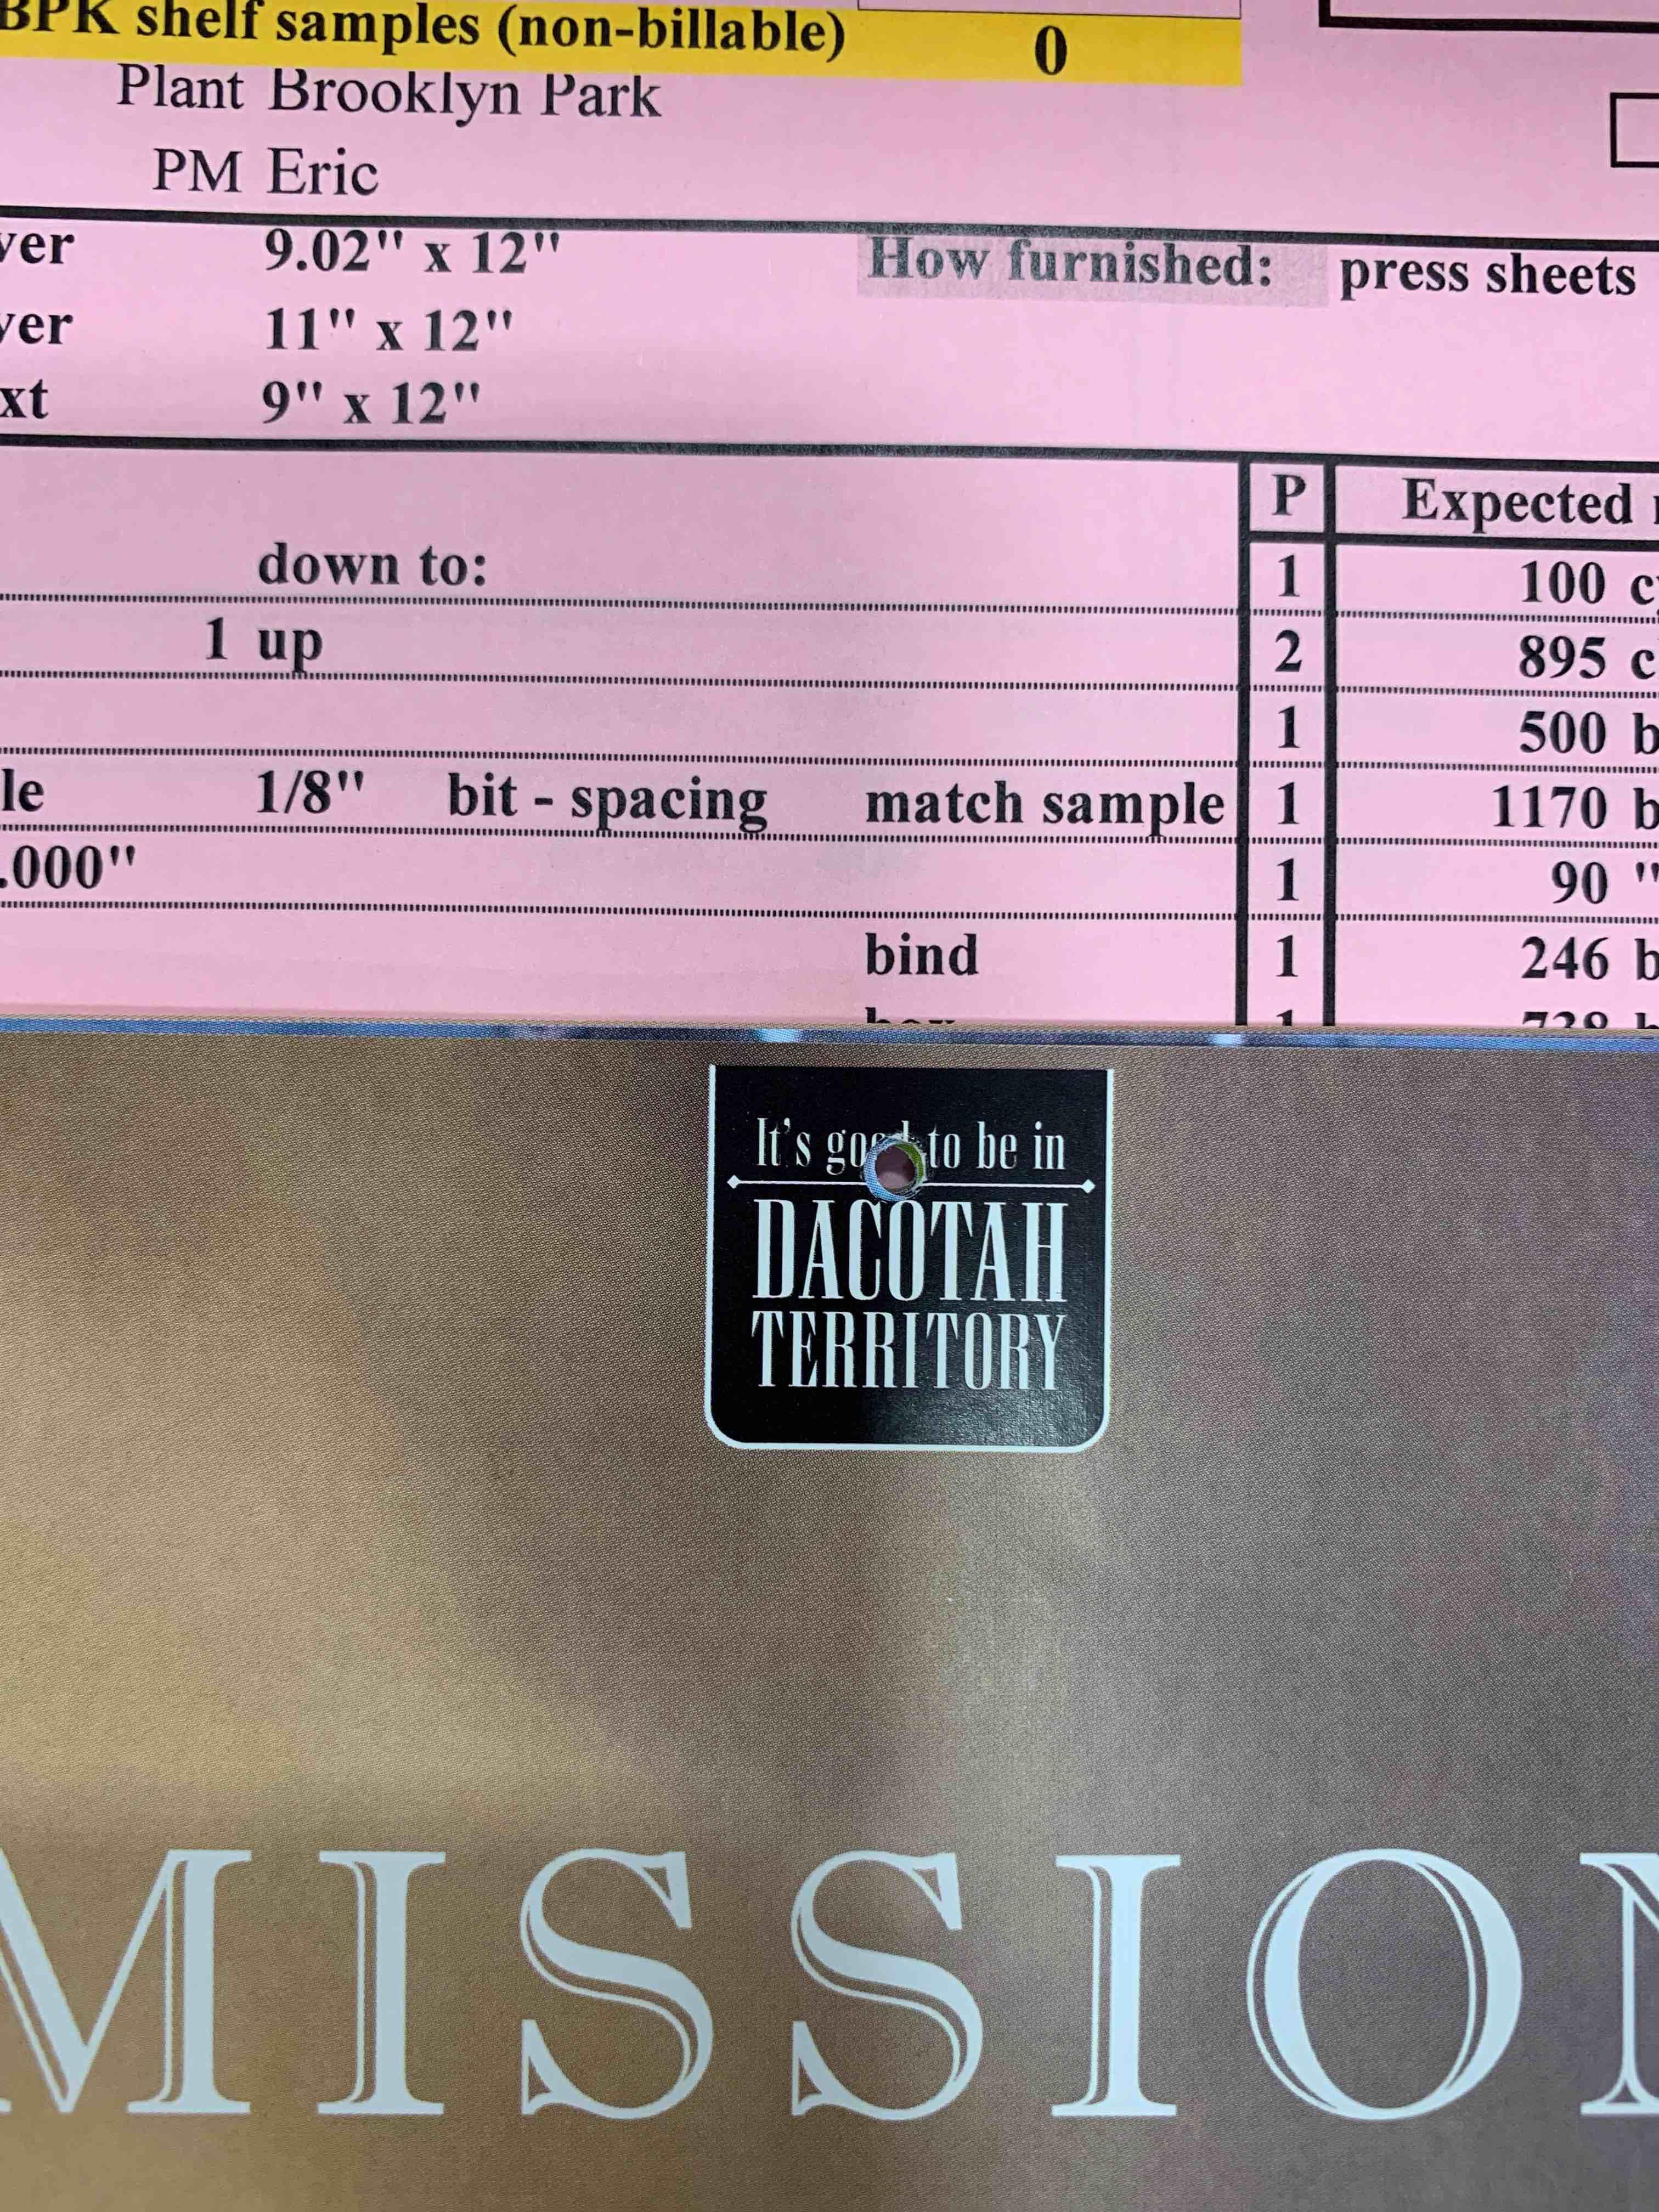 BPK shelf samples (non-billable) 0
Plant Brooklyn Park
PM Eric
ver 9.02" x 12" How furnished: press sheets
ver 11" x 12"
xt 9" x 12"
P Expected
down to: 1 100 c
1 up 2 895 c
1 500 b
le 1/8" bit - spacing match sample 1 1170 b
.000" 1 90 "
bind 1 246 b
It's good to be in
DACOTAH
TERRITORY
MISSION